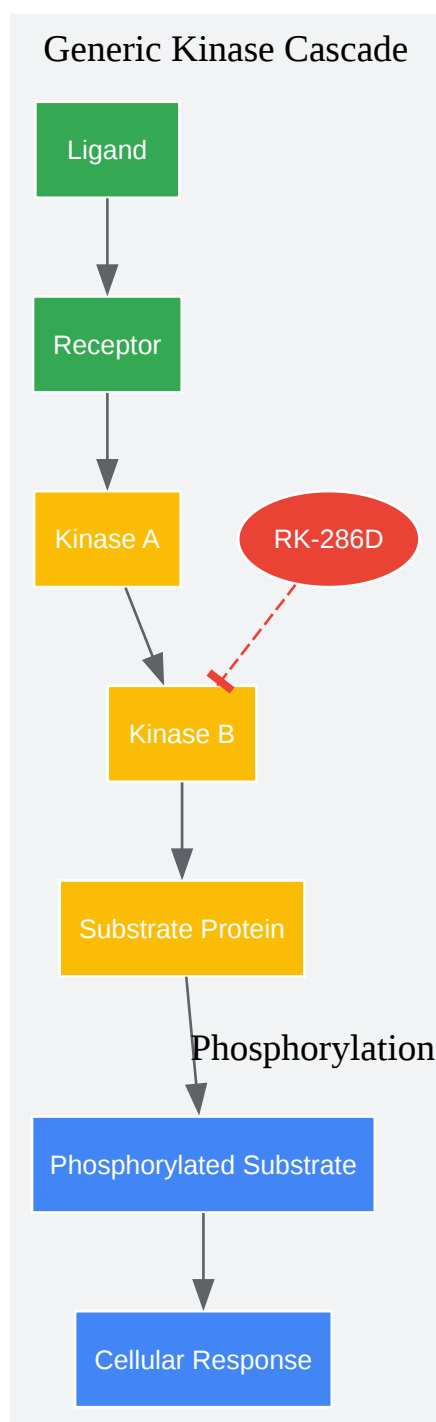 Generic Kinase Cascade
Ligand
Receptor
Kinase A
RK-286D
Kinase B
Substrate Protein
Phosphorylation
Phosphorylated Substrate
Cellular Response